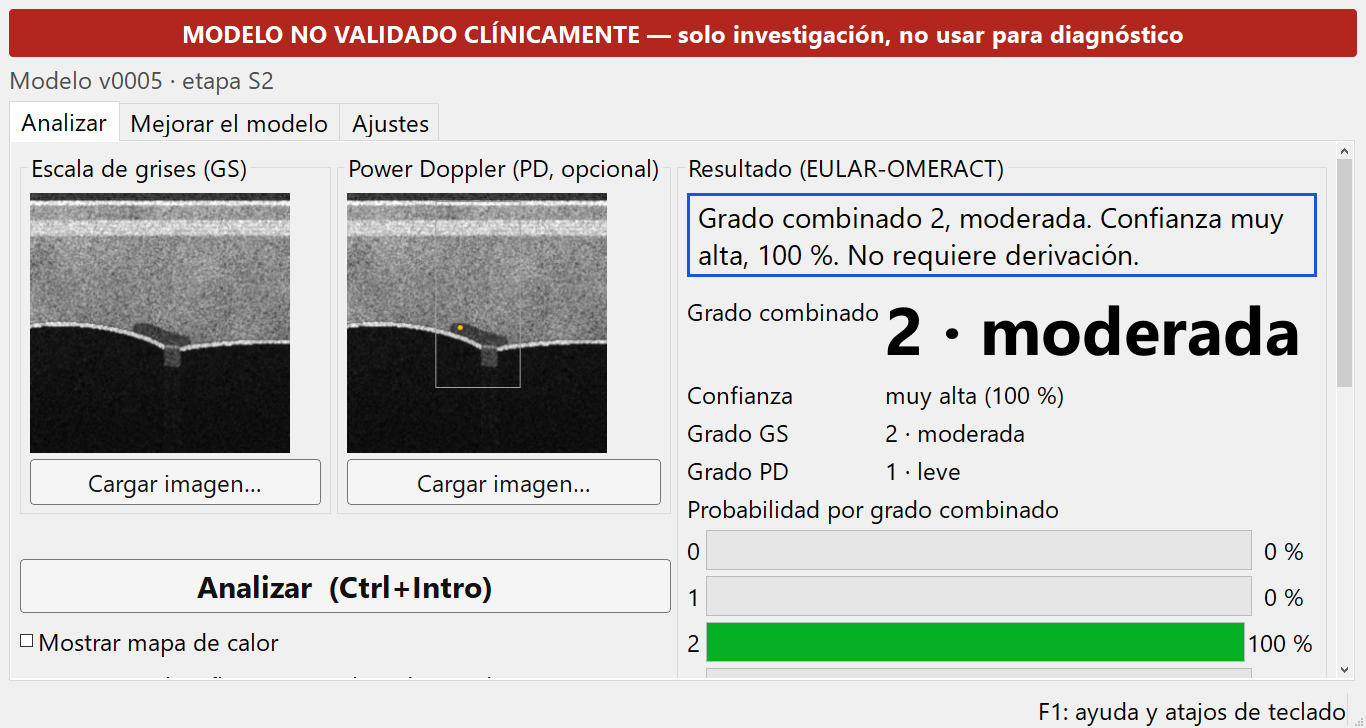 MODELO NO VALIDADO CLÍNICAMENTE — solo investigación, no usar para diagnóstico
Modelo v0005 · etapa S2
Analizar
Mejorar el modelo
Ajustes
Escala de grises (GS)
Cargar imagen...
Power Doppler (PD, opcional)
Cargar imagen...
Analizar (Ctrl+Intro)
Mostrar mapa de calor
Resultado (EULAR-OMERACT)
Grado combinado 2, moderada. Confianza muy
alta, 100 %. No requiere derivación.
Grado combinado 2 · moderada
Confianza muy alta (100 %)
Grado GS 2 · moderada
Grado PD 1 · leve
Probabilidad por grado combinado
0 0 %
1 0 %
2 100 %
F1: ayuda y atajos de teclado